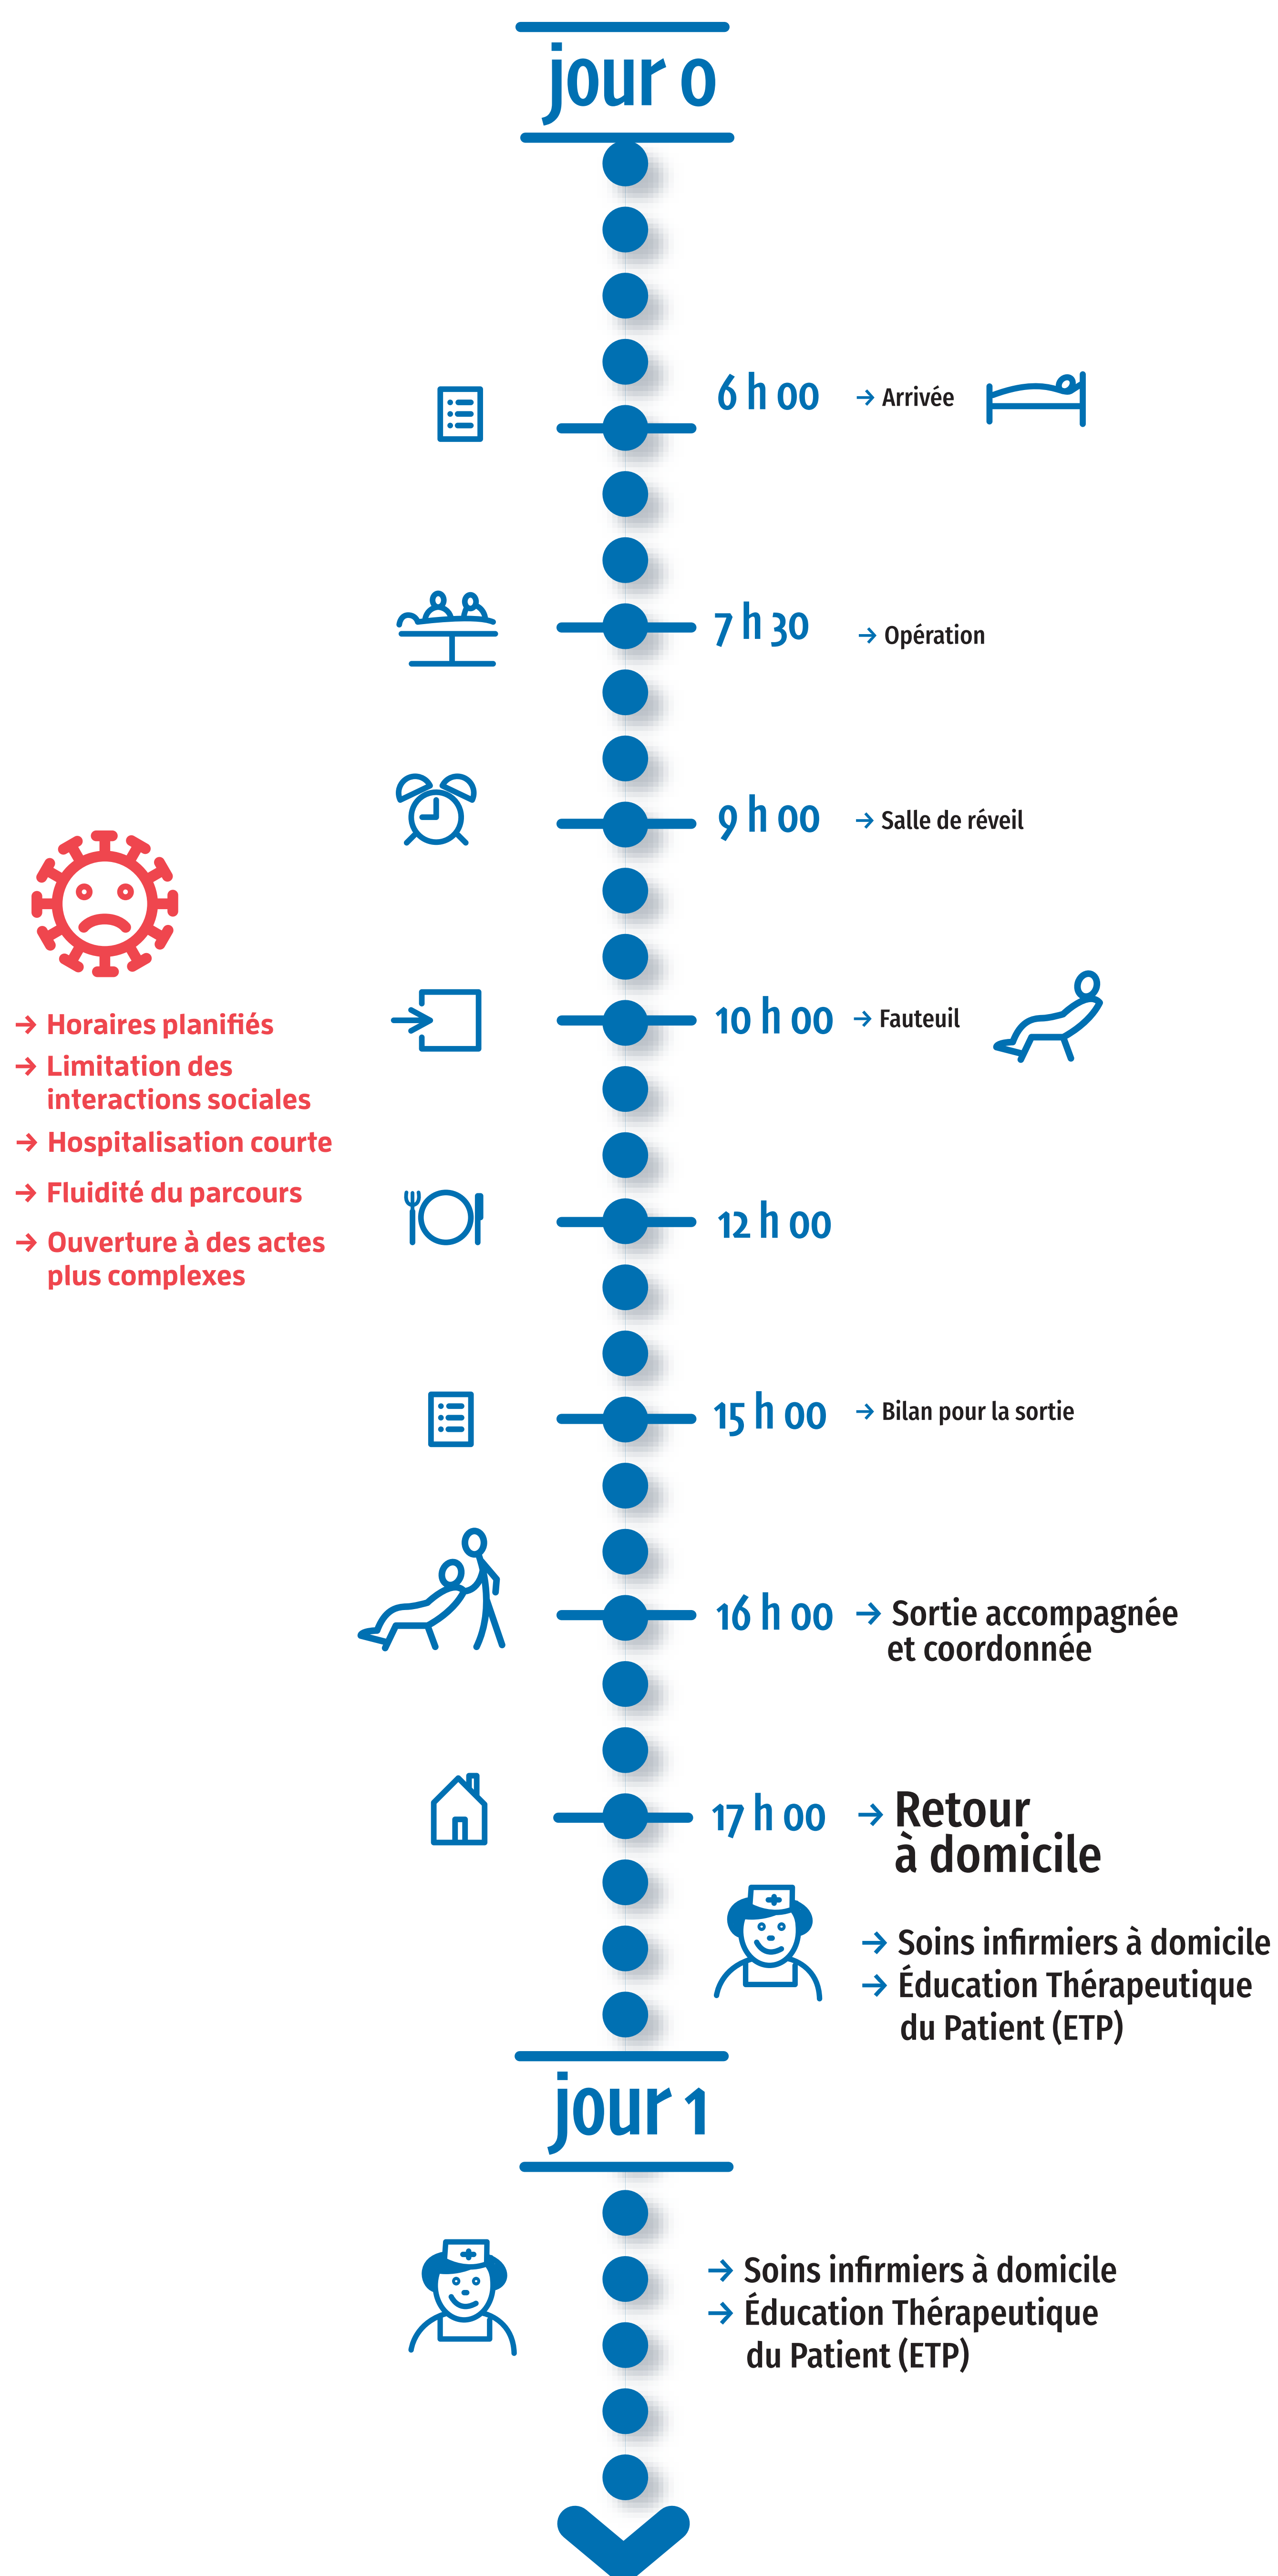 jour 0
6 h 00
→ Arrivée
7 h 30
→ Opération
9 h 00
→ Salle de réveil
→ Horaires planifiés
→ Limitation des
interactions sociales
→ Hospitalisation courte
→ Fluidité du parcours
→ Ouverture à des actes
plus complexes
10 h 00
→ Fauteuil
12 h 00
15 h 00
→ Bilan pour la sortie
16 h 00
→ Sortie accompagnée
et coordonnée
17 h 00
→ Retour
à domicile
→ Soins infirmiers à domicile
→ Éducation Thérapeutique
du Patient (ETP)
jour 1
→ Soins infirmiers à domicile
→ Éducation Thérapeutique
du Patient (ETP)